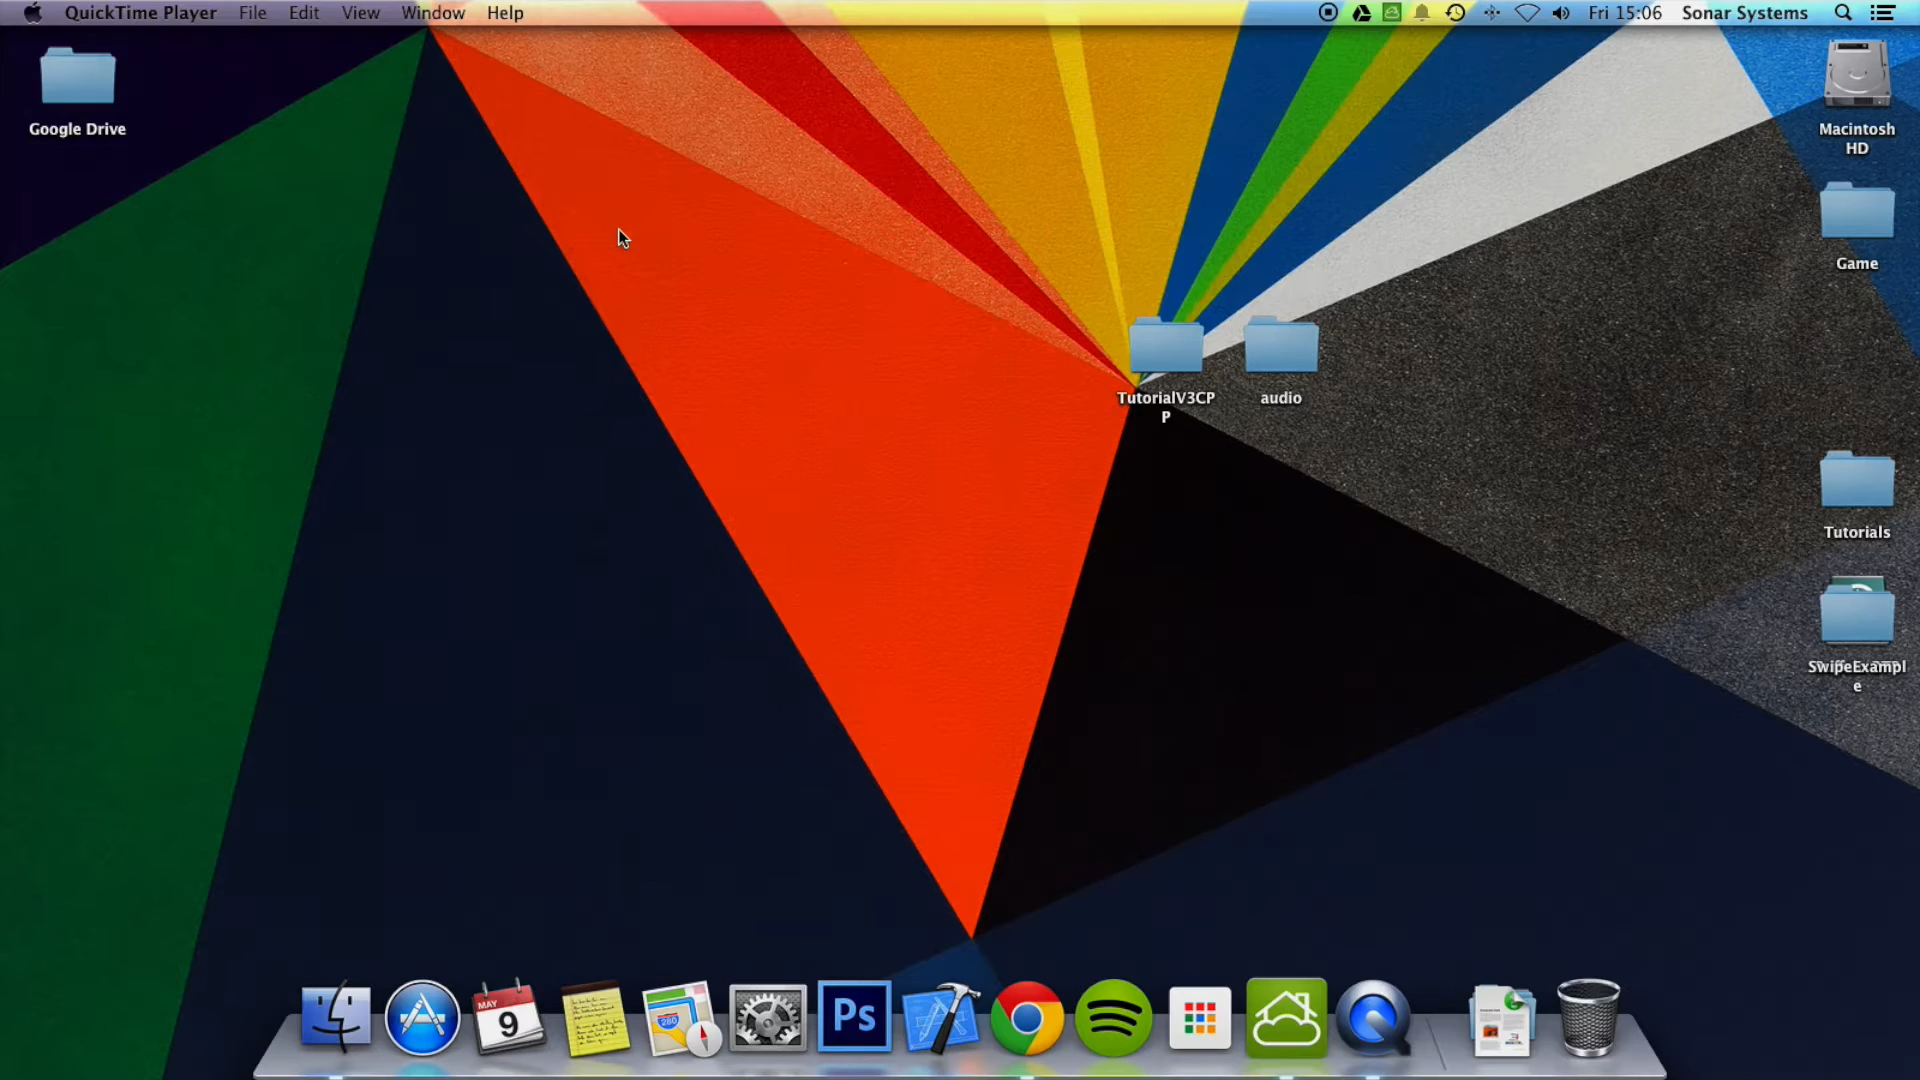 QuickTime Player File Edit View Window Help Fri 15:06 Sonar Systems
Google Drive
Macintosh
HD
Game
TutorialV3CP
P
audio
Tutorials
SwipeExampl
e
MAY
9
280
Ps